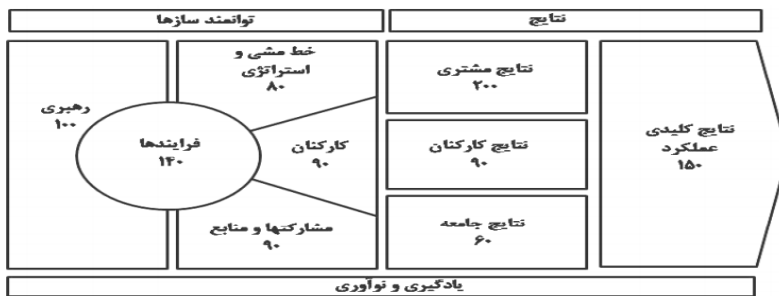 توانمند سازها
نتایج
رهبری
۱۰۰
خط مشی و
استراتژی
۸۰
فرایندها
۱۴۰
کارکنان
۹۰
مشارکتها و منابع
۹۰
نتایج مشتری
۲۰۰
نتایج کارکنان
۹۰
نتایج جامعه
۶۰
نتایج کلیدی
عملکرد
۱۵۰
یادگیری و نوآوری